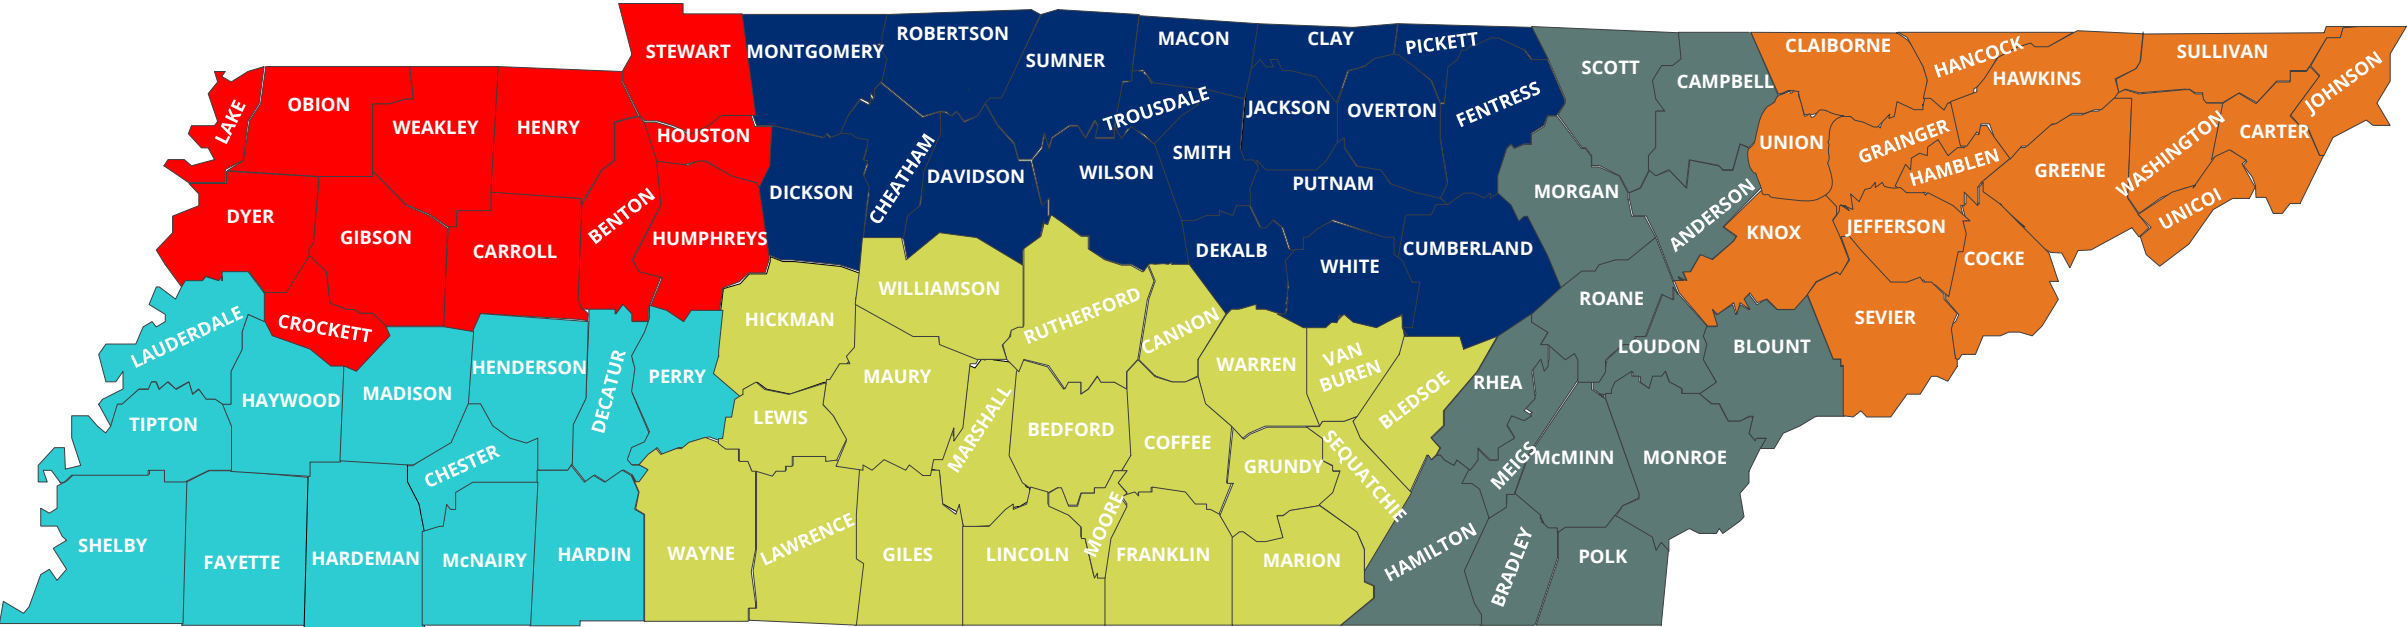 STEWART
MONTGOMERY
ROBERTSON
SUMNER
MACON
CLAY
PICKETT
SCOTT
CAMPBELL
CLAIBORNE
HANCOCK
HAWKINS
SULLIVAN
JOHNSON
LAKE
OBION
WEAKLEY
HENRY
HOUSTON
TROUSDALE
JACKSON
OVERTON
FENTRESS
UNION
GRAINGER
HAMBLEN
GREENE
WASHINGTON
CARTER
UNICOI
DYER
GIBSON
CARROLL
BENTON
HUMPHREYS
DICKSON
CHEATHAM
DAVIDSON
WILSON
SMITH
PUTNAM
MORGAN
ANDERSON
KNOX
JEFFERSON
COCKE
DEKALB
WHITE
CUMBERLAND
ROANE
LOUDON
BLOUNT
SEVIER
LAUDERDALE
CROCKETT
HENDERSON
DECATUR
PERRY
HICKMAN
WILLIAMSON
RUTHERFORD
CANNON
WARREN
VAN
BUREN
BLEDSOE
RHEA
TIPTON
HAYWOOD
MADISON
CHESTER
LEWIS
MAURY
MARSHALL
BEDFORD
COFFEE
GRUNDY
SEQUATCHIE
MEIGS
McMINN
MONROE
SHELBY
FAYETTE
HARDEMAN
McNAIRY
HARDIN
WAYNE
LAWRENCE
GILES
LINCOLN
MOORE
FRANKLIN
MARION
HAMILTON
BRADLEY
POLK